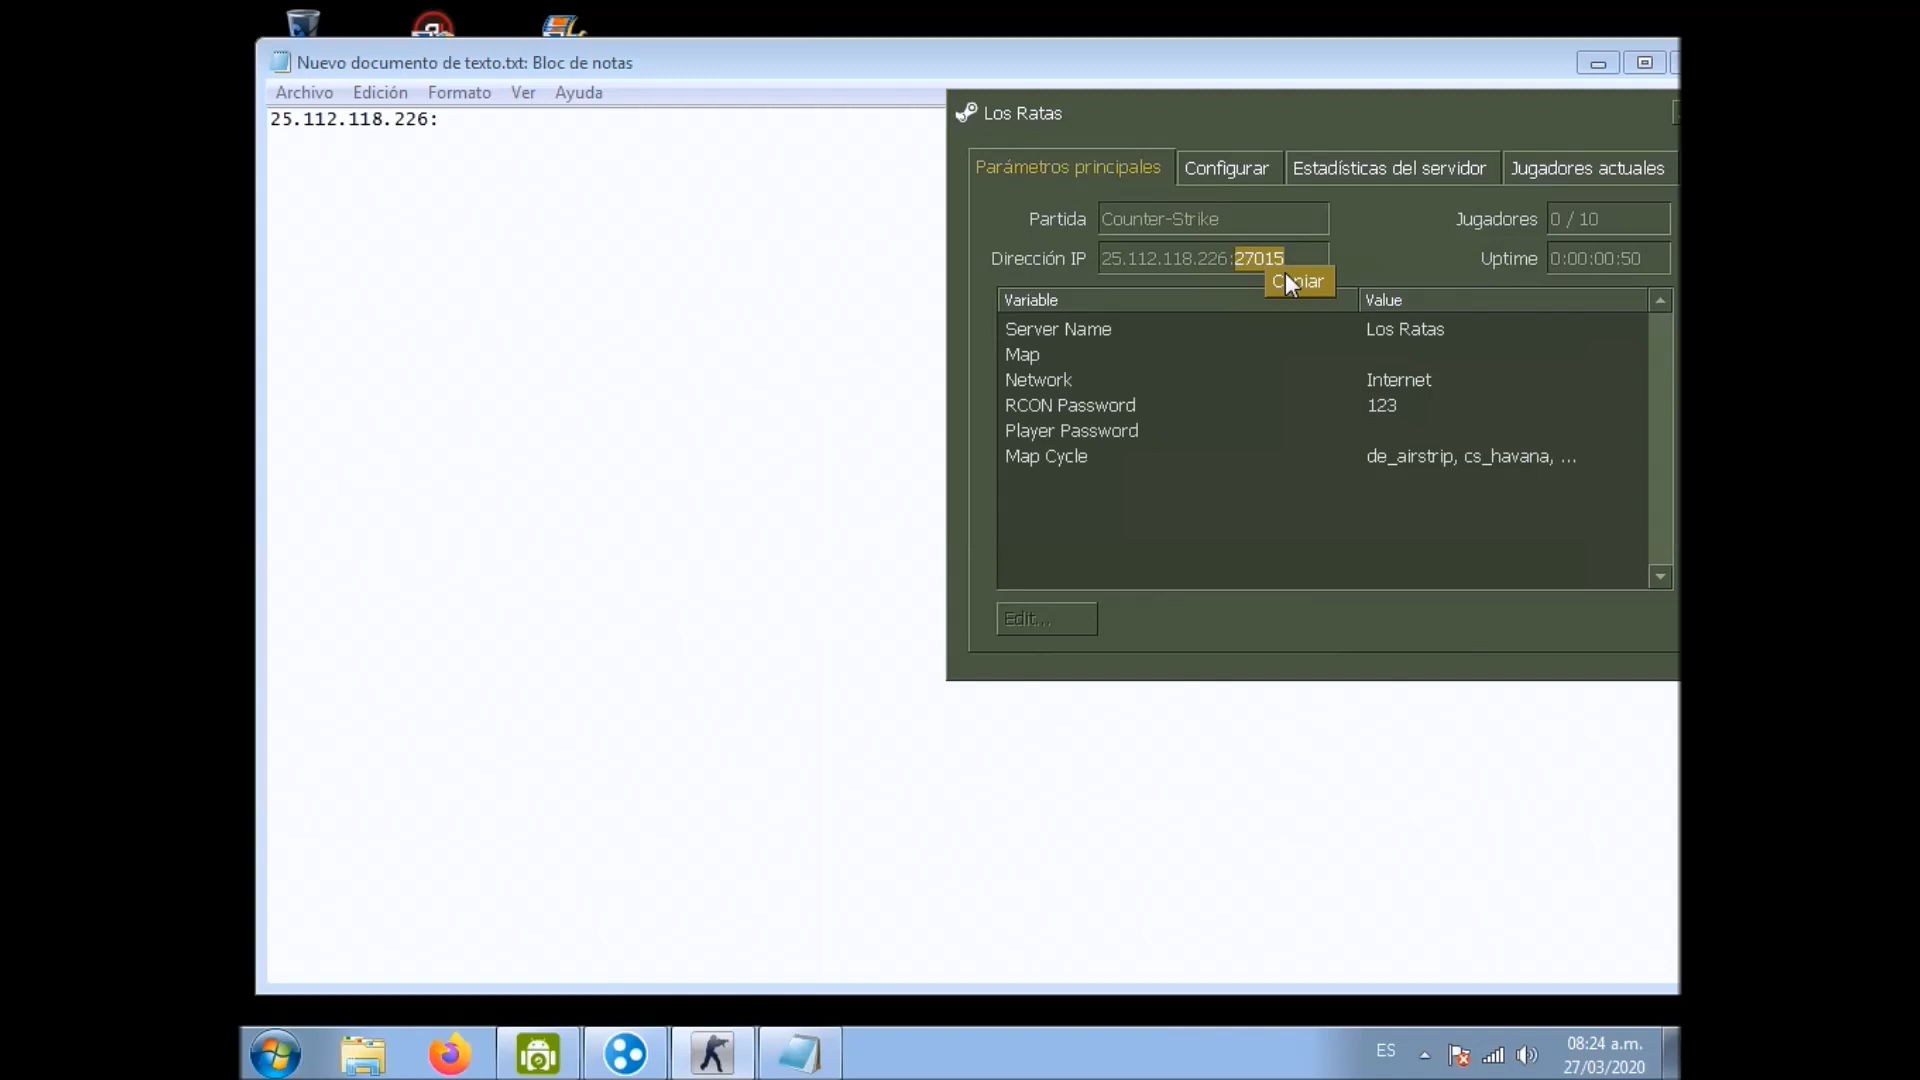 Nuevo documento de texto.txt: Bloc de notas
Archivo Edición Formato Ver Ayuda
25.112.118.226:
Los Ratas
Parámetros principales Configurar Estadísticas del servidor Jugadores actuales
Partida Counter-Strike Jugadores 0 / 10
Dirección IP 25.112.118.226:27015 Uptime 0:00:00:50
Copiar
Variable Value
Server Name Los Ratas
Map
Network Internet
RCON Password 123
Player Password
Map Cycle de_airstrip, cs_havana, ...
Edit...
ES
08:24 a.m.
27/03/2020